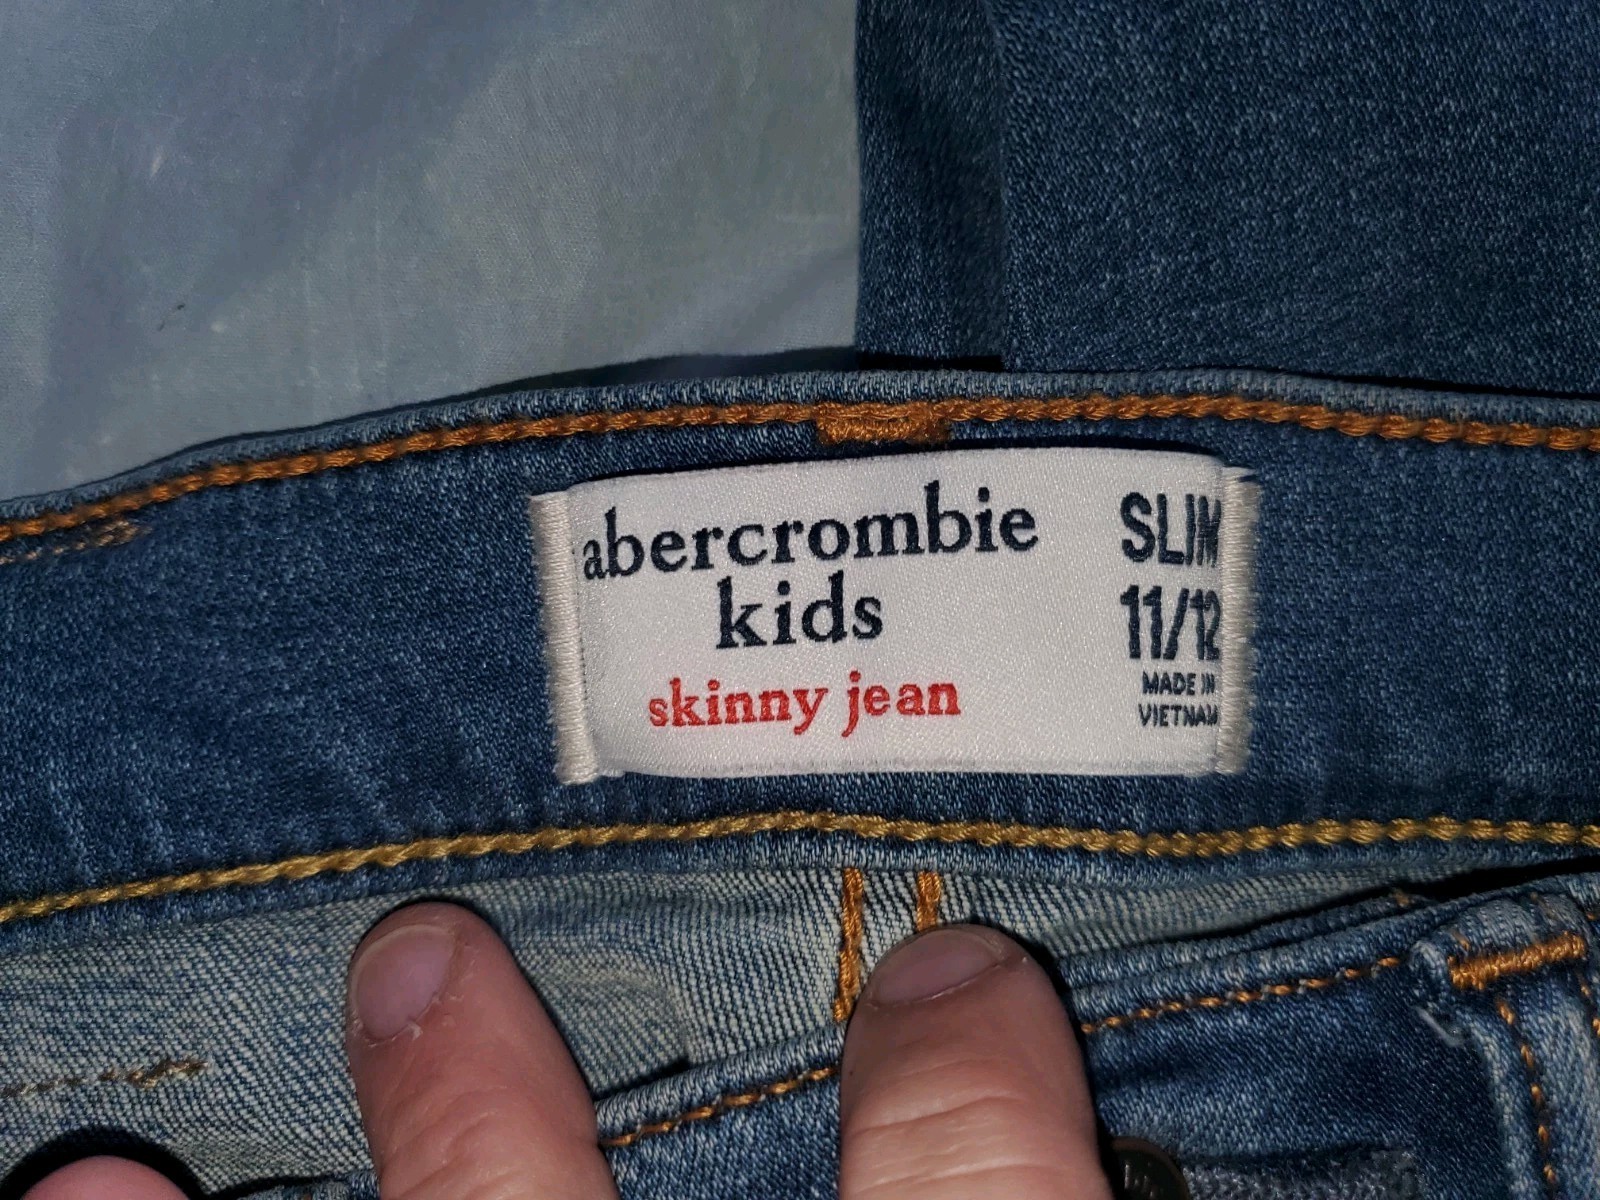 abercrombie
kids
skinny jean
SLIM
11/12
MADE IN
VIETNAM